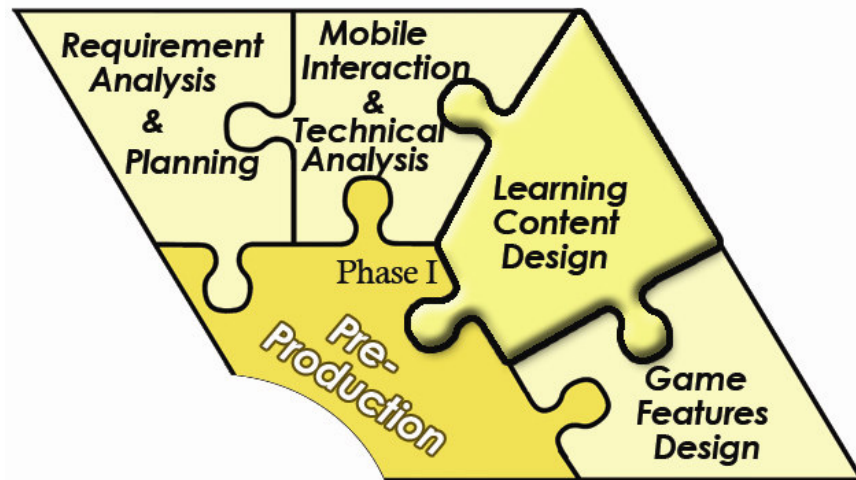 Requirement
Analysis
&
Planning
Mobile
Interaction
&
Technical
Analysis
Learning
Content
Design
Phase I
Pre-
Production
Game
Features
Design